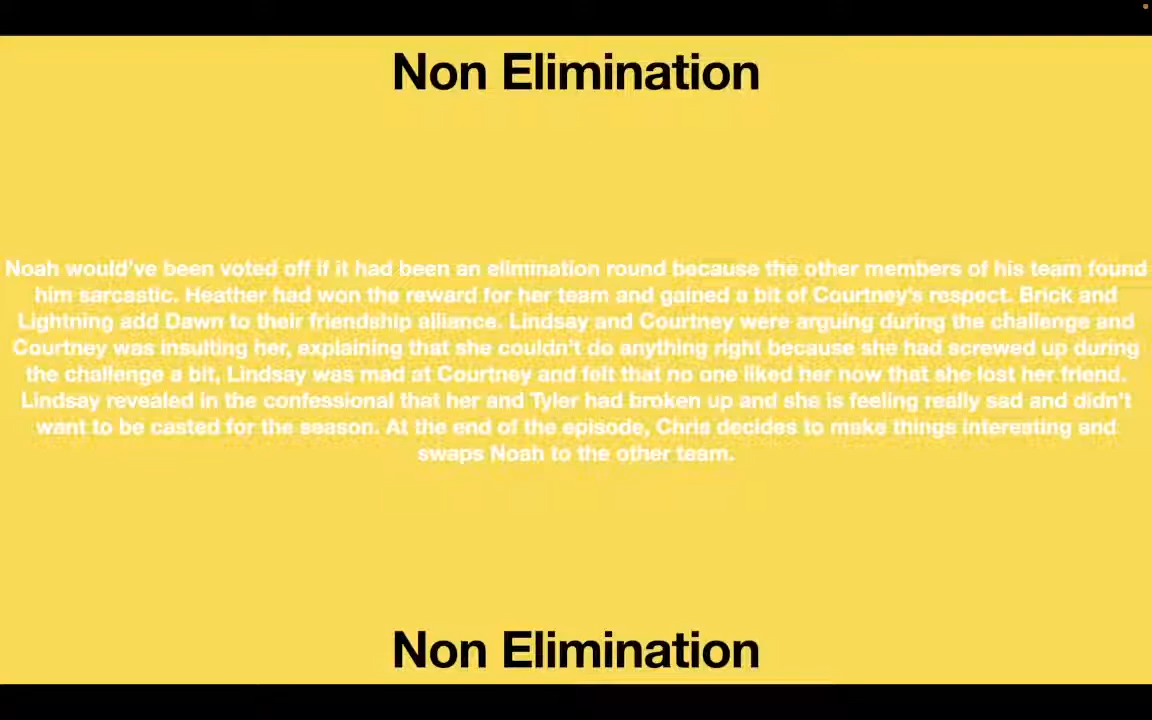 Non Elimination
Noah would've been voted off if it had been an elimination round because the other members of his team found
him sarcastic. Heather had won the reward for her team and gained a bit of Courtney's respect. Brick and
Lightning add Dawn to their friendship alliance. Lindsay and Courtney were arguing during the challenge and
Courtney was insulting her, explaining that she couldn't do anything right because she had screwed up during
the challenge a bit, Lindsay was mad at Courtney and felt that no one liked her now that she lost her friend.
Lindsay revealed in the confessional that her and Tyler had broken up and she is feeling really sad and didn't
want to be casted for the season. At the end of the episode, Chris decides to make things interesting and
swaps Noah to the other team.
Non Elimination